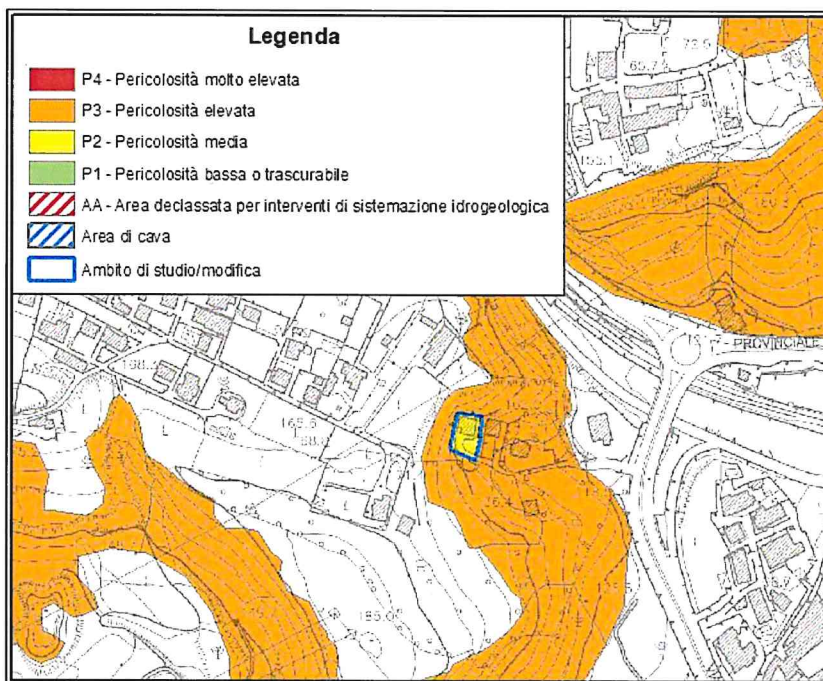 Legenda
P4 - Pericolosità molto elevata
P3 - Pericolosità elevata
P2 - Pericolosità media
P1 - Pericolosità bassa o trascurabile
AA - Area declassata per interventi di sistemazione idrogeologica
Area di cava
Ambito di studio/modifica
72.5
PROVINCIALE
185.0